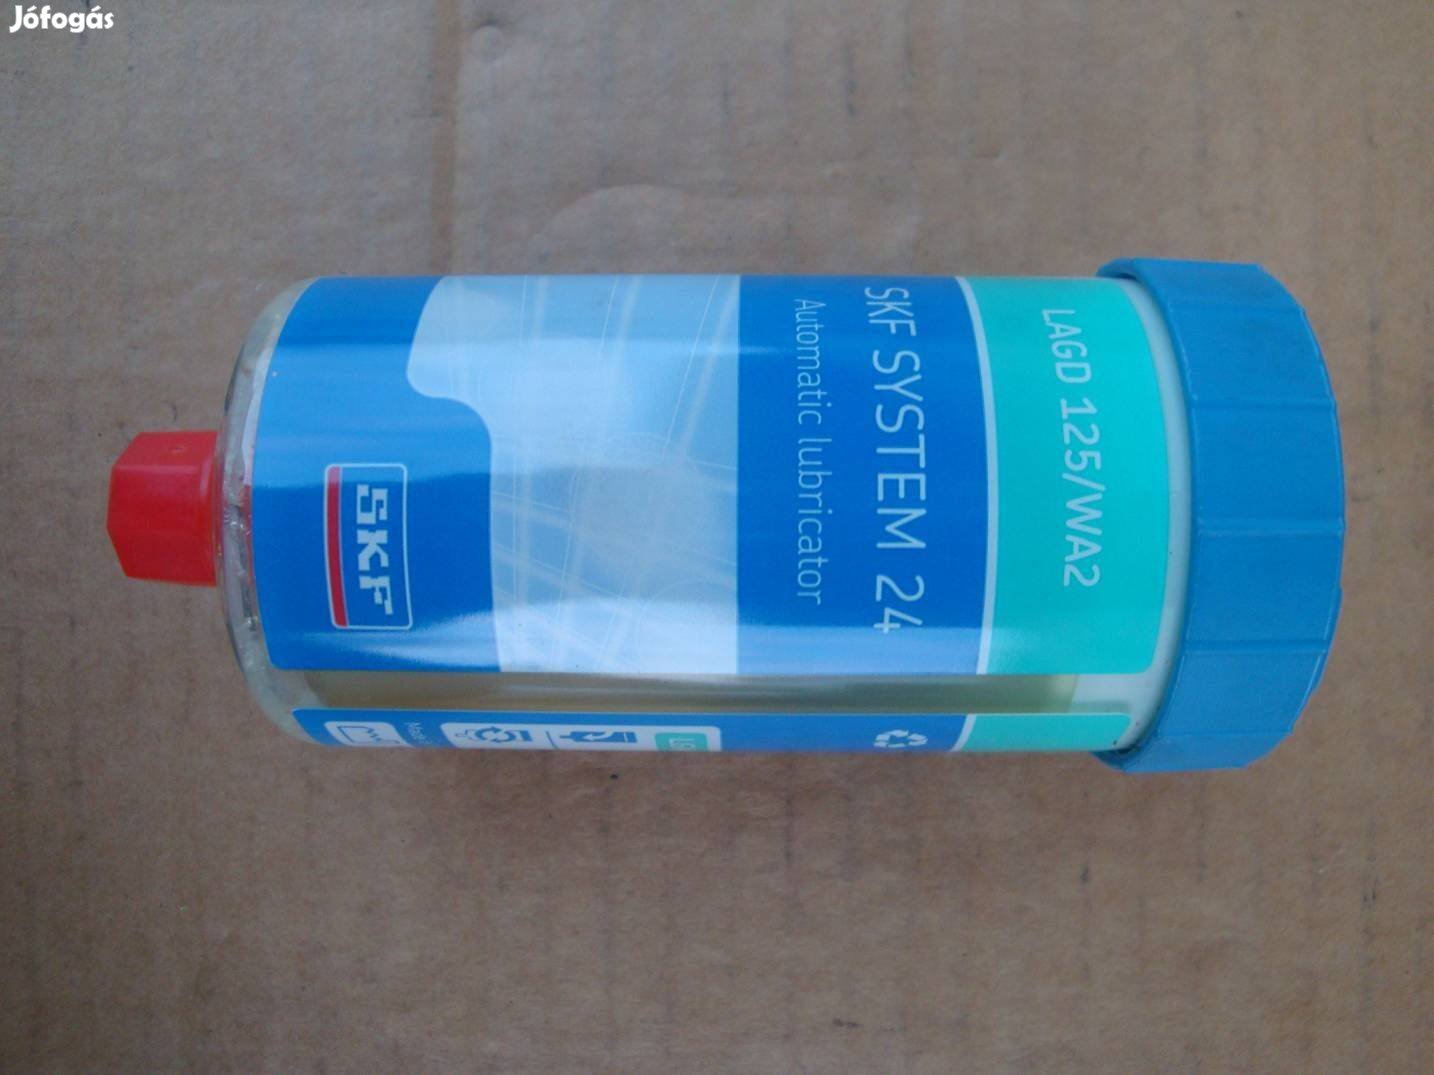 Jófogás
LAGD 125/WA2
SKF SYSTEM 24
Automatic lubricator
SKF